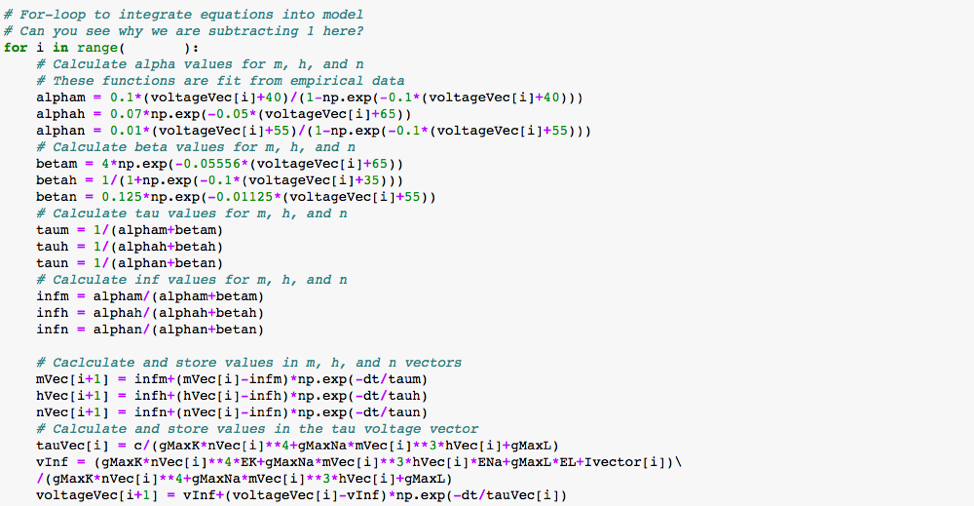 # For-loop to integrate equations into model
# Can you see why we are subtracting 1 here?
for i in range(       ):
    # Calculate alpha values for m, h, and n
    # These functions are fit from empirical data
    alpham = 0.1*(voltageVec[i]+40)/(1-np.exp(-0.1*(voltageVec[i]+40)))
    alphah = 0.07*np.exp(-0.05*(voltageVec[i]+65))
    alphan = 0.01*(voltageVec[i]+55)/(1-np.exp(-0.1*(voltageVec[i]+55)))
    # Calculate beta values for m, h, and n
    betam = 4*np.exp(-0.05556*(voltageVec[i]+65))
    betah = 1/(1+np.exp(-0.1*(voltageVec[i]+35)))
    betan = 0.125*np.exp(-0.01125*(voltageVec[i]+55))
    # Calculate tau values for m, h, and n
    taum = 1/(alpham+betam)
    tauh = 1/(alphah+betah)
    taun = 1/(alphan+betan)
    # Calculate inf values for m, h, and n
    infm = alpham/(alpham+betam)
    infh = alphah/(alphah+betah)
    infn = alphan/(alphan+betan)
    # Caclculate and store values in m, h, and n vectors
    mVec[i+1] = infm+(mVec[i]-infm)*np.exp(-dt/taum)
    hVec[i+1] = infh+(hVec[i]-infh)*np.exp(-dt/tauh)
    nVec[i+1] = infn+(nVec[i]-infn)*np.exp(-dt/taun)
    # Calculate and store values in the tau voltage vector
    tauVec[i] = c/(gMaxK*nVec[i]**4+gMaxNa*mVec[i]**3*hVec[i]+gMaxL)
    vInf = (gMaxK*nVec[i]**4*EK+gMaxNa*mVec[i]**3*hVec[i]*ENa+gMaxL*EL+Ivector[i])\
    /(gMaxK*nVec[i]**4+gMaxNa*mVec[i]**3*hVec[i]+gMaxL)
    voltageVec[i+1] = vInf+(voltageVec[i]-vInf)*np.exp(-dt/tauVec[i])